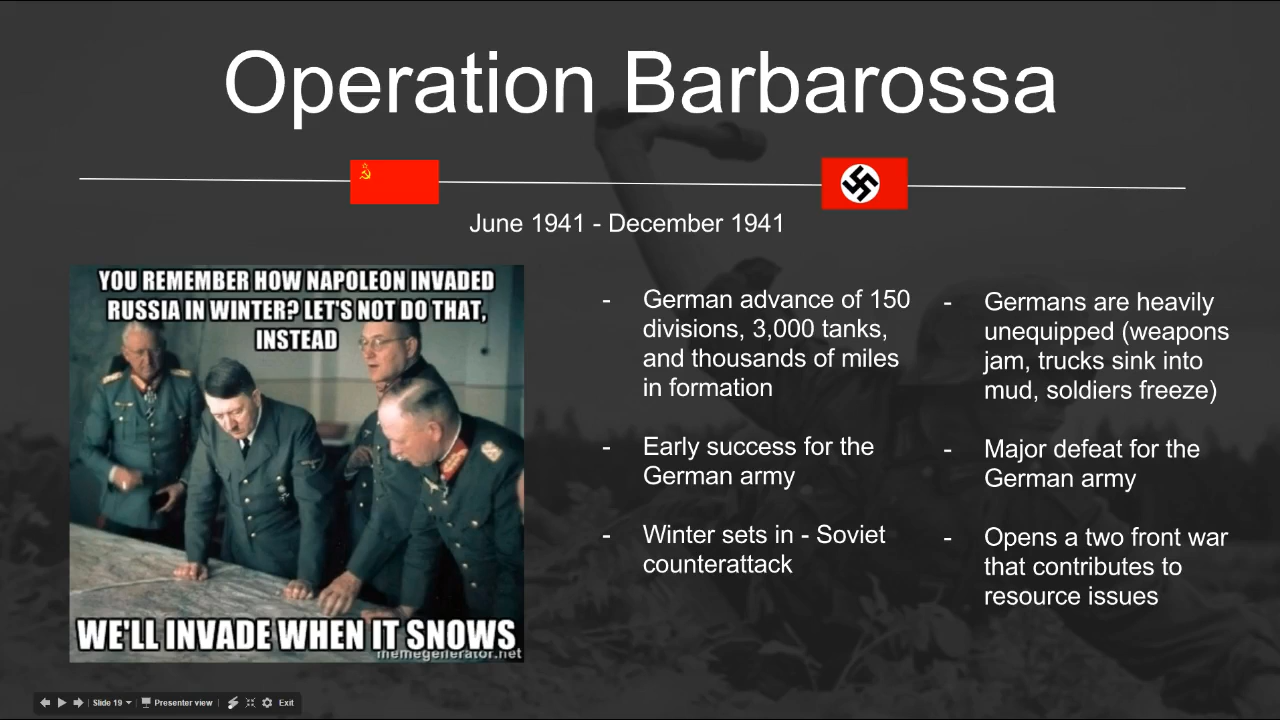 Operation Barbarossa
June 1941 - December 1941
YOU REMEMBER HOW NAPOLEON INVADED
RUSSIA IN WINTER? LET'S NOT DO THAT,
INSTEAD
WE'LL INVADE WHEN IT SNOWS
memegenerator.net
- German advance of 150
divisions, 3,000 tanks,
and thousands of miles
in formation
- Early success for the
German army
- Winter sets in - Soviet
counterattack
- Germans are heavily
unequipped (weapons
jam, trucks sink into
mud, soldiers freeze)
- Major defeat for the
German army
- Opens a two front war
that contributes to
resource issues
Slide 19 Presenter view Exit